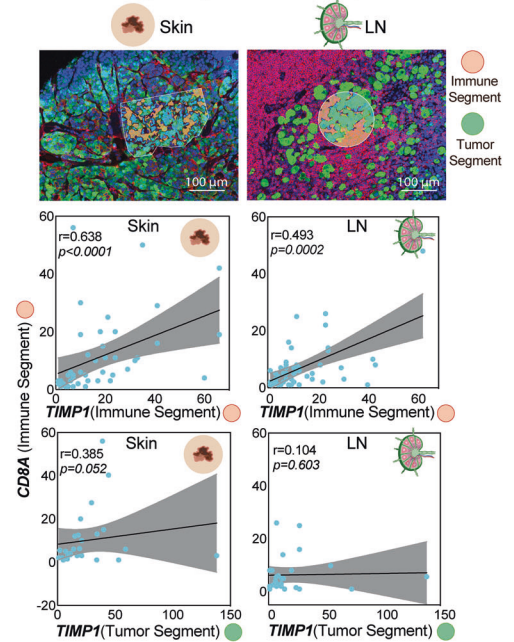 Skin
LN
Immune
Segment
Tumor
Segment
100 µm
100 µm
Skin
r=0.638
p<0.0001
60
40
20
0
0
20
40
60
TIMP1(Immune Segment)
LN
r=0.493
p=0.0002
60
40
20
0
0
20
40
60
TIMP1(Immune Segment)
CD8A (Immune Segment)
Skin
r=0.385
p=0.052
60
40
20
0
-20
0
50
100
150
TIMP1(Tumor Segment)
LN
r=0.104
p=0.603
60
40
20
0
0
50
100
150
TIMP1(Tumor Segment)